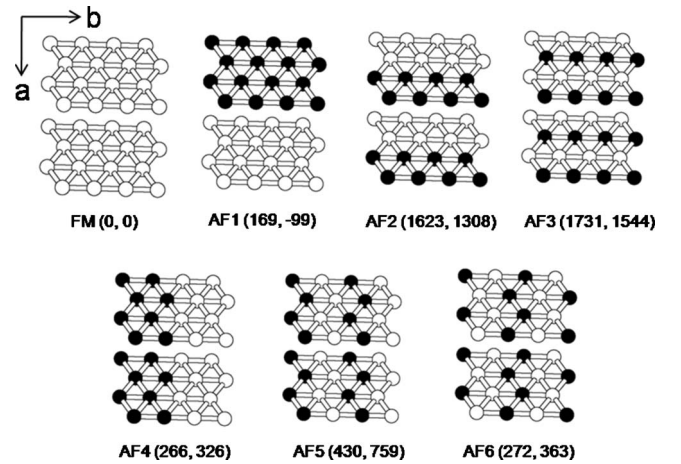 b
a
FM (0, 0) AF1 (169, -99) AF2 (1623, 1308) AF3 (1731, 1544)
AF4 (266, 326) AF5 (430, 759) AF6 (272, 363)